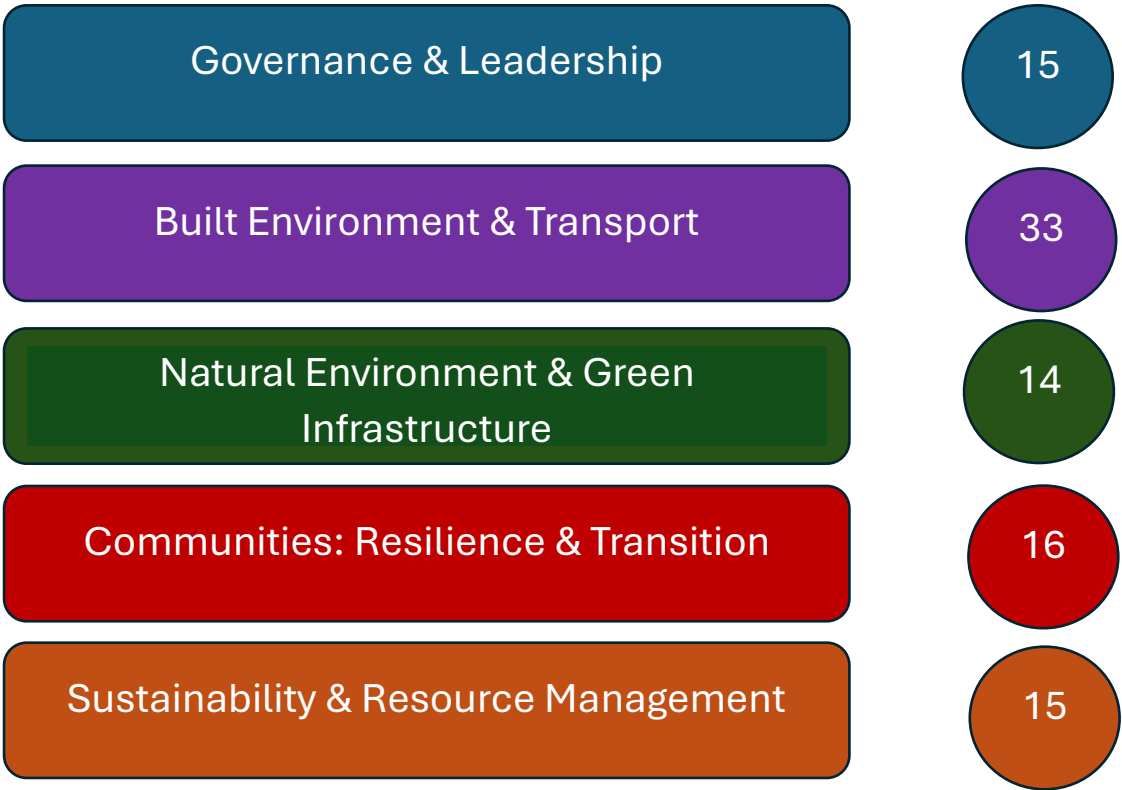 Governance & Leadership
15
Built Environment & Transport
33
Natural Environment & Green
Infrastructure
14
Communities: Resilience & Transition
16
Sustainability & Resource Management
15